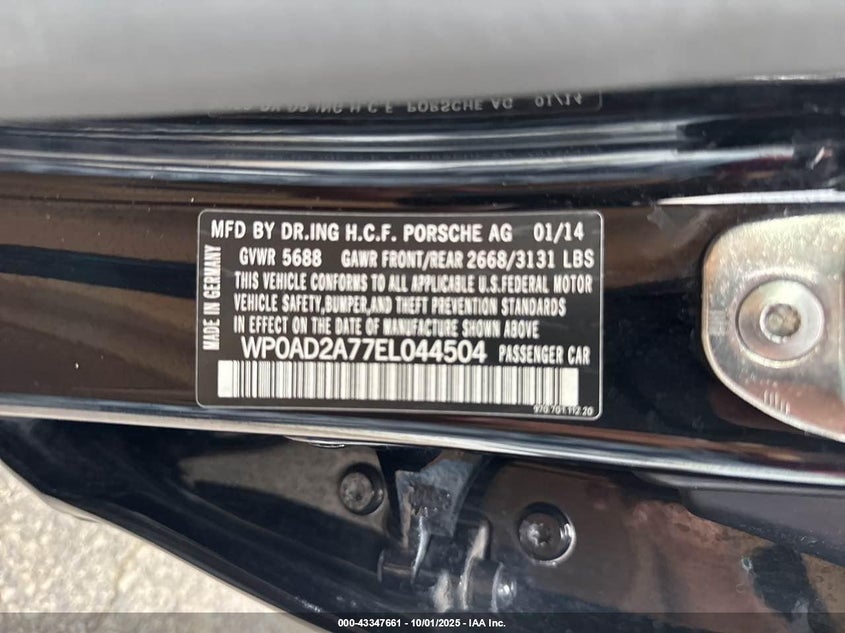 MFD BY DR.ING H.C.F. PORSCHE AG 01/14
GVWR 5688 GAWR FRONT/REAR 2668/3131 LBS
THIS VEHICLE CONFORMS TO ALL APPLICABLE U.S.FEDERAL MOTOR
VEHICLE SAFETY,BUMPER,AND THEFT PREVENTION STANDARDS
IN EFFECT ON THE DATE OF MANUFACTURE SHOWN ABOVE.
WP0AD2A77EL044504 PASSENGER CAR
970.701.112.20
MADE IN GERMANY
000-43347661 - 10/01/2025 - IAA Inc.